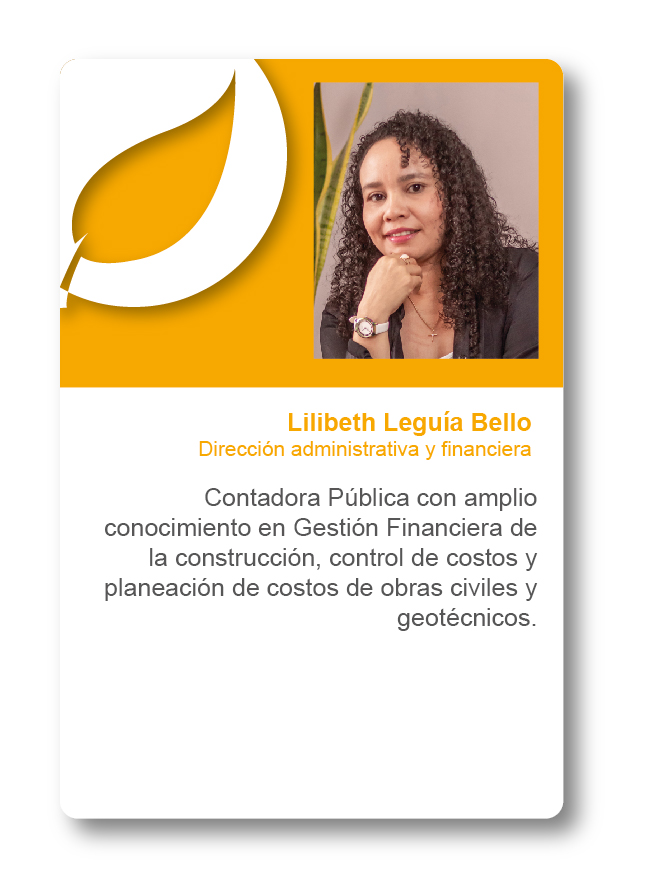 Lilibeth Leguía Bello
Dirección administrativa y financiera
Contadora Pública con amplio
conocimiento en Gestión Financiera de
la construcción, control de costos y
planeación de costos de obras civiles y
geotécnicos.